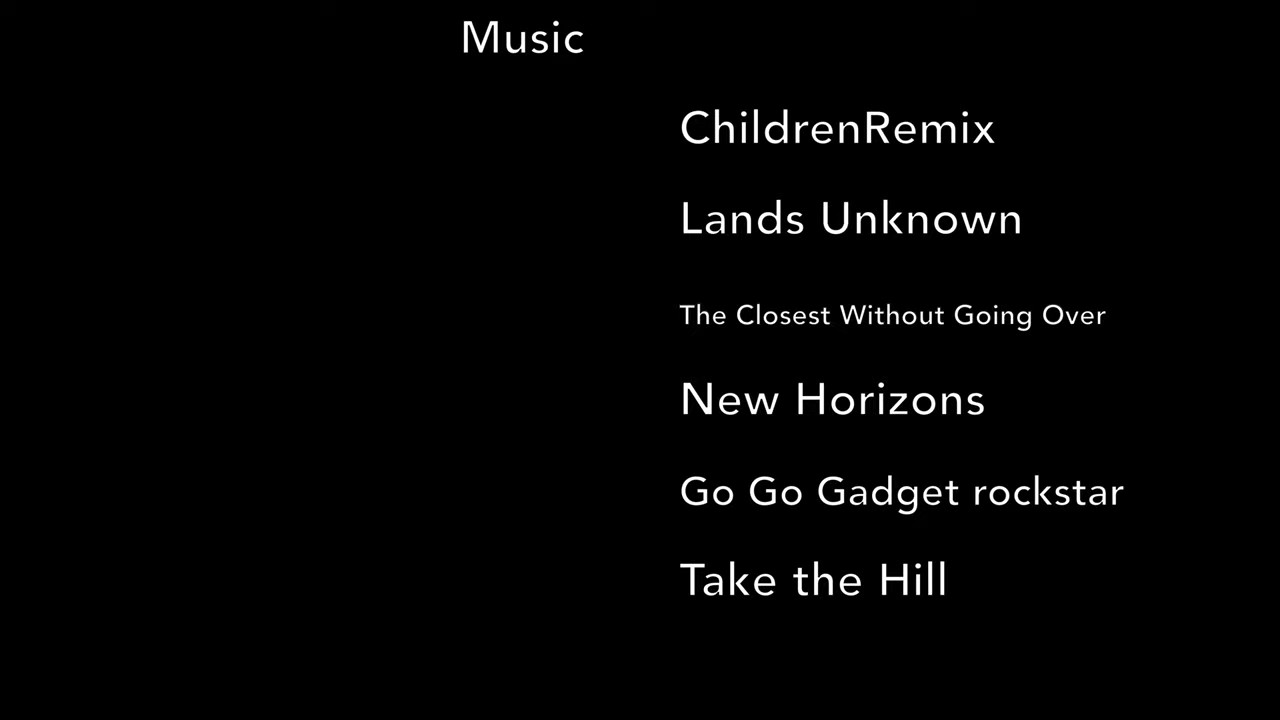 Music
ChildrenRemix
Lands Unknown
The Closest Without Going Over
New Horizons
Go Go Gadget rockstar
Take the Hill